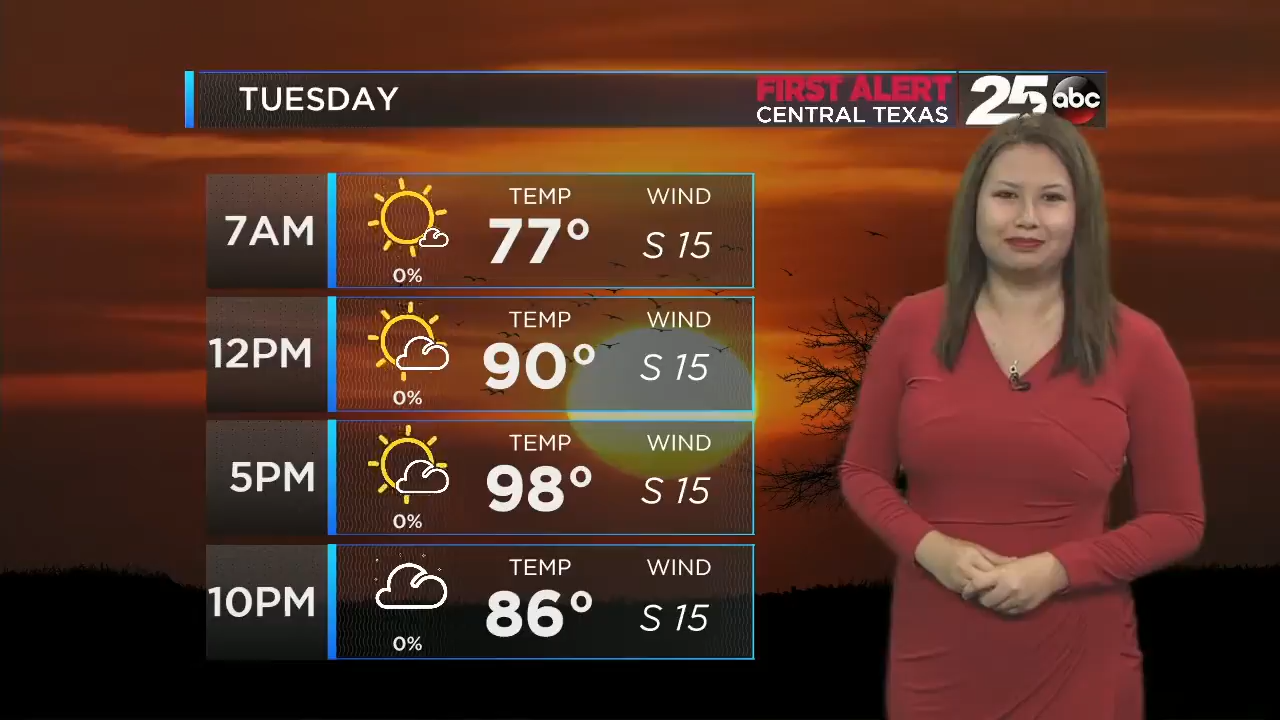 TUESDAY
FIRST ALERT
CENTRAL TEXAS
25 abc
7AM
0%
TEMP
77°
WIND
S 15
12PM
0%
TEMP
90°
WIND
S 15
5PM
0%
TEMP
98°
WIND
S 15
10PM
0%
TEMP
86°
WIND
S 15